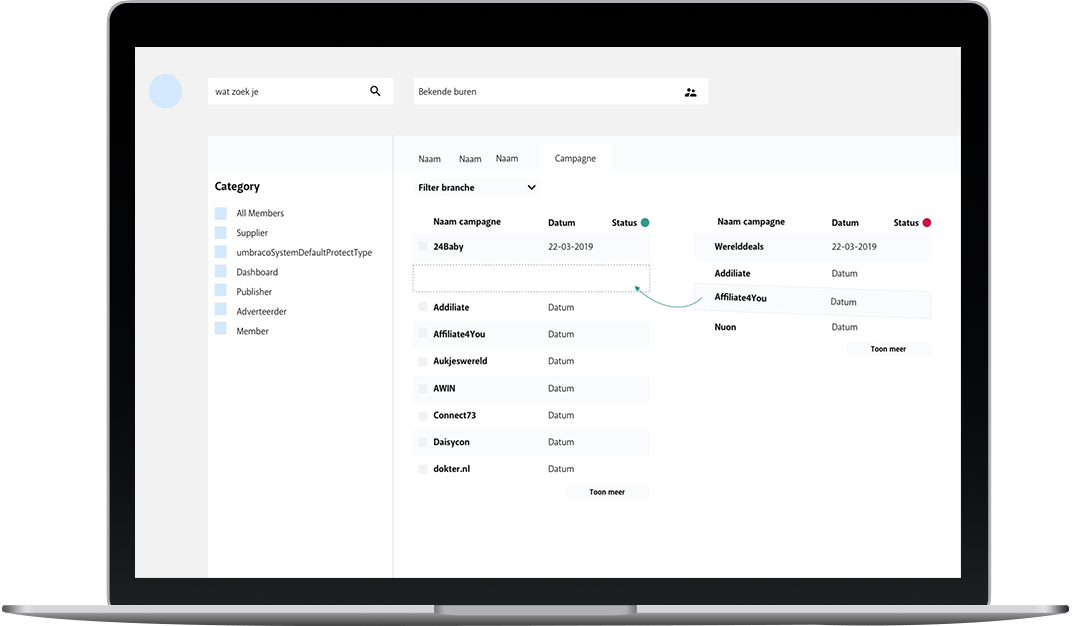 wat zoek je
Bekende buren
Naam Naam Naam Campagne
Category
All Members
Supplier
umbracoSystemDefaultProtectType
Dashboard
Publisher
Adverteerder
Member
Filter branche
Naam campagne Datum Status
24Baby 22-03-2019
Addiliate Datum
Affiliate4You Datum
Aukjeswereld Datum
AWIN Datum
Connect73 Datum
Daisycon Datum
dokter.nl Datum
Toon meer
Naam campagne Datum Status
Werelddeals 22-03-2019
Addiliate Datum
Affiliate4You Datum
Nuon Datum
Toon meer